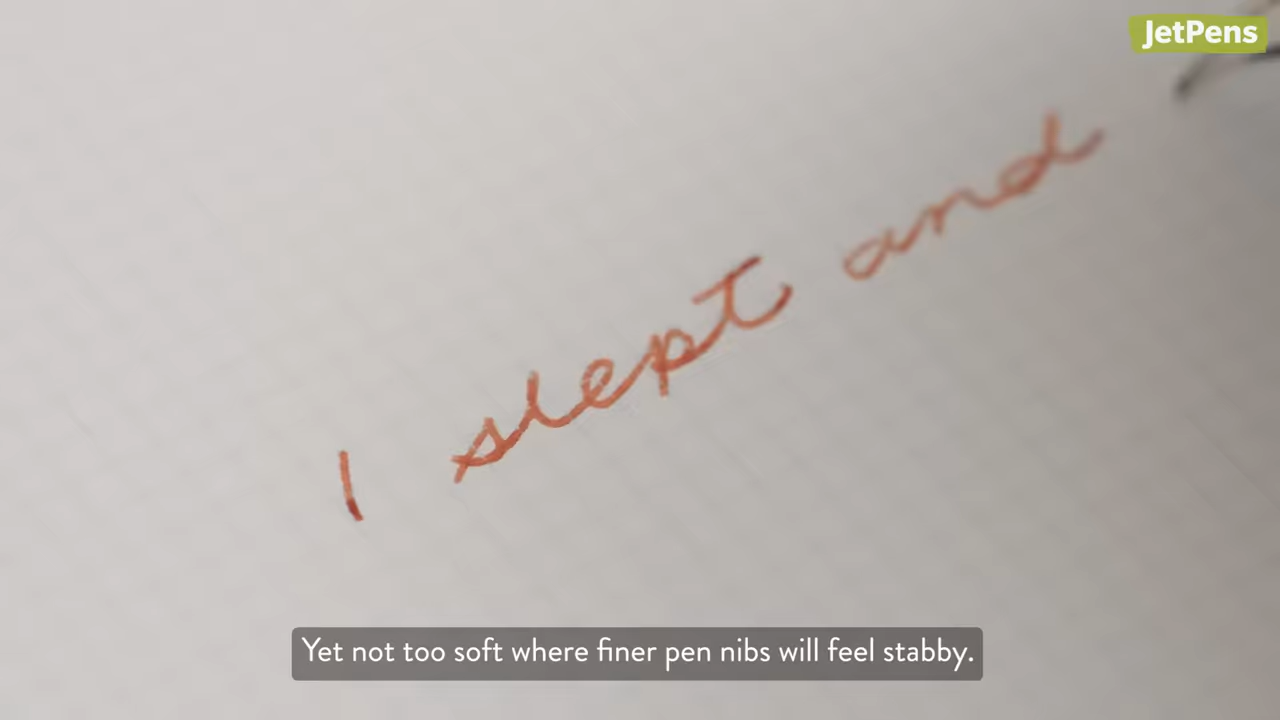 JetPens
I slept and
Yet not too soft where finer pen nibs will feel stabby.